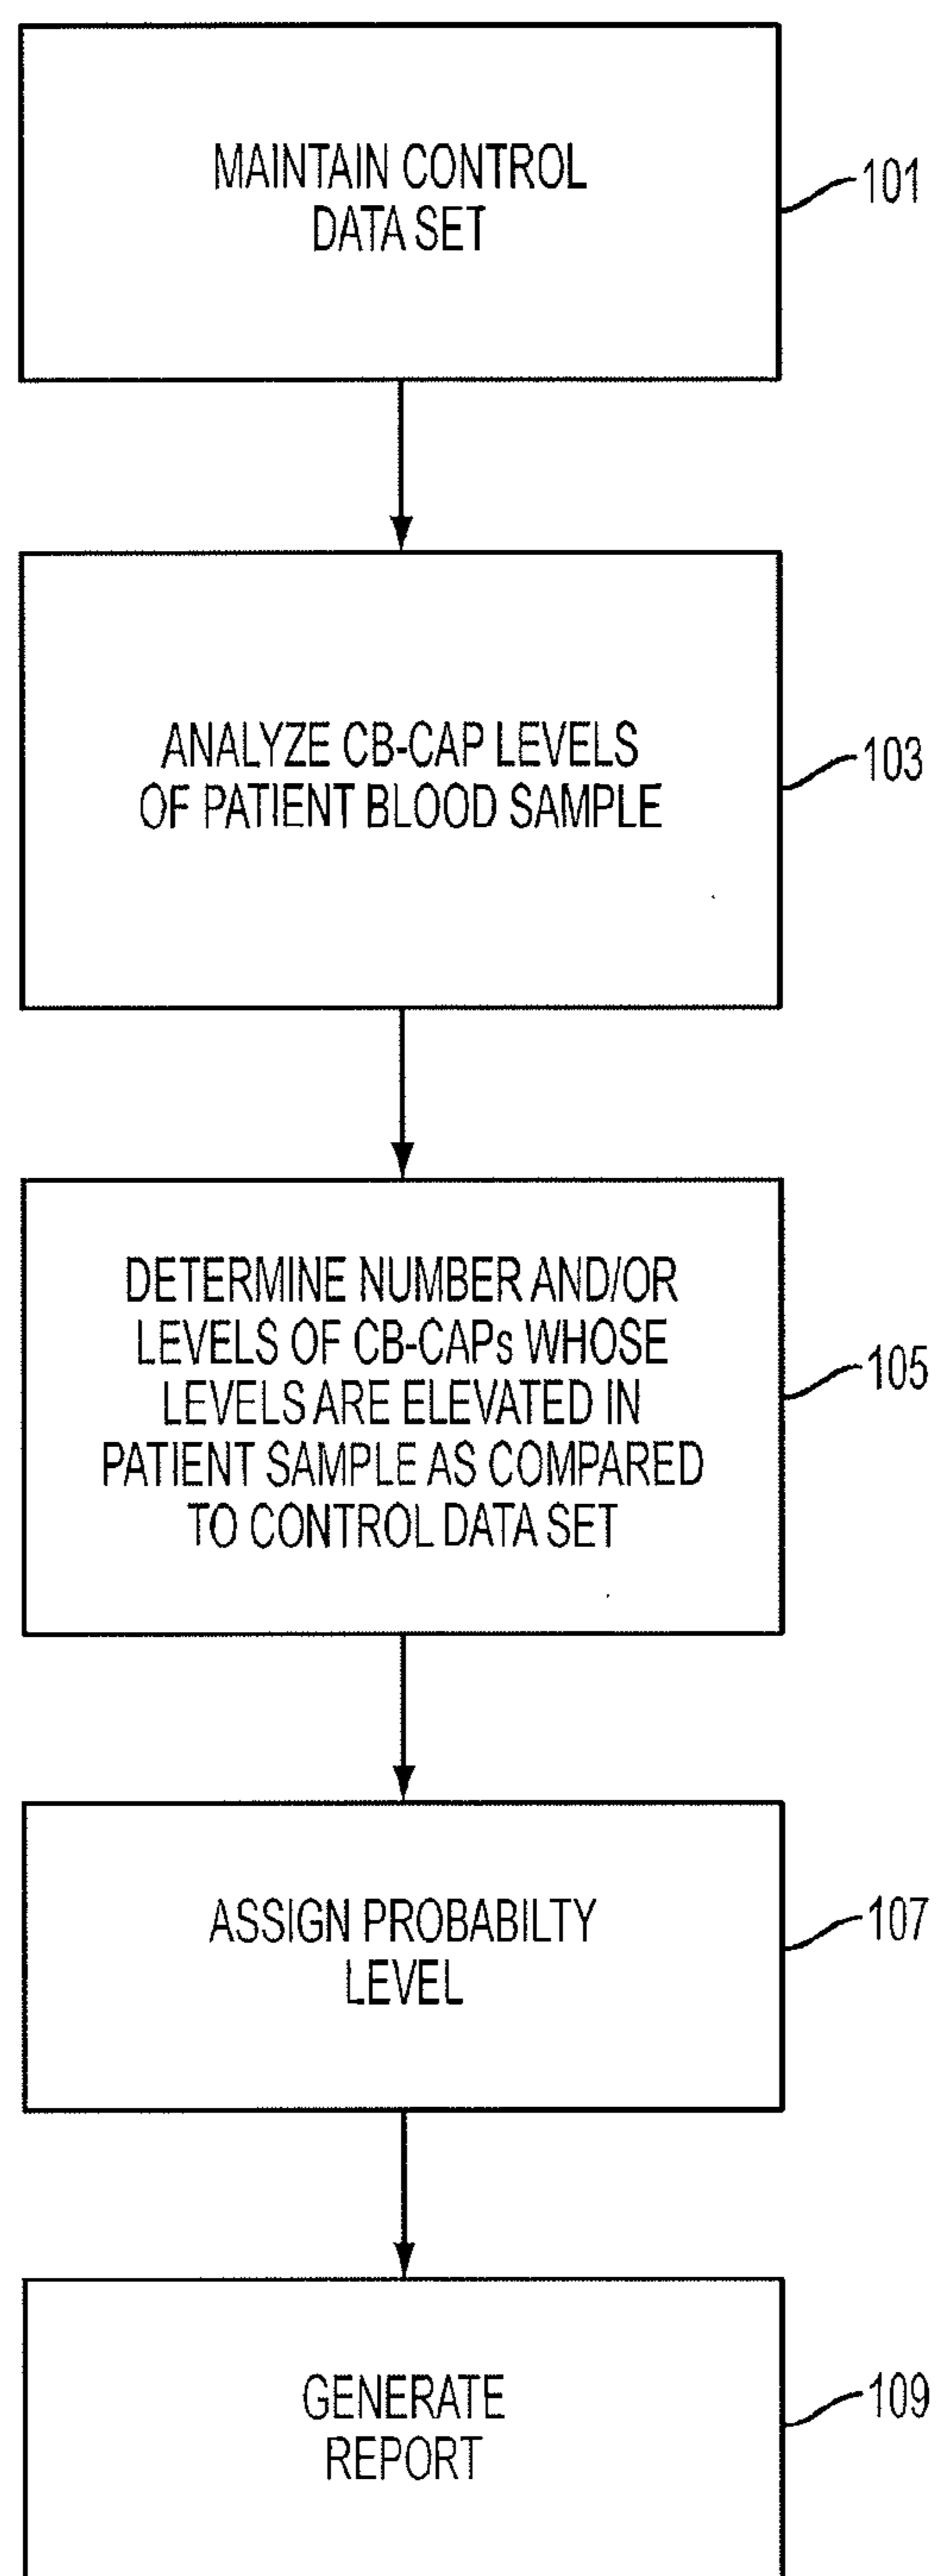 MAINTAIN CONTROL
DATA SET
101
ANALYZE CB-CAP LEVELS
OF PATIENT BLOOD SAMPLE
103
DETERMINE NUMBER AND/OR
LEVELS OF CB-CAPs WHOSE
LEVELS ARE ELEVATED IN
PATIENT SAMPLE AS COMPARED
TO CONTROL DATA SET
105
ASSIGN PROBABILTY
LEVEL
107
GENERATE
REPORT
109